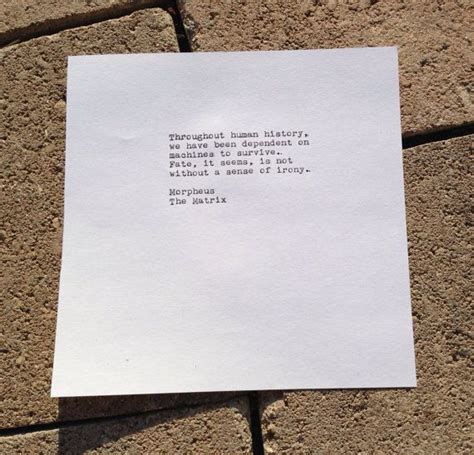 Throughout human history,
we have been dependent on
machines to survive.
Fate, it seems, is not
without a sense of irony.
Morpheus
The Matrix